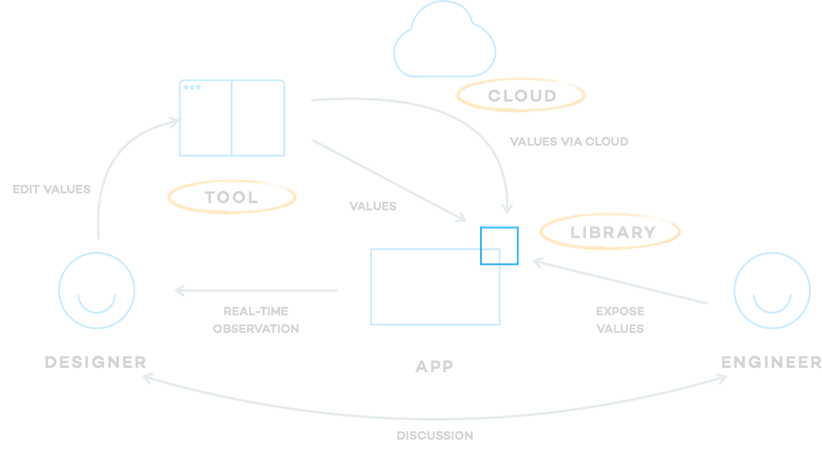 CLOUD
VALUES VIA CLOUD
EDIT VALUES
TOOL
VALUES
LIBRARY
REAL-TIME
OBSERVATION
EXPOSE
VALUES
DESIGNER
APP
ENGINEER
DISCUSSION